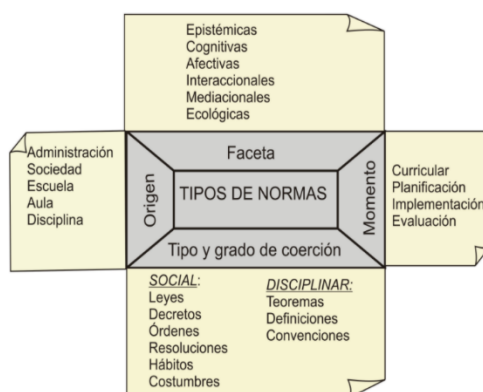 Epistémicas
Cognitivas
Afectivas
Interaccionales
Mediacionales
Ecológicas
Administración
Sociedad
Escuela
Aula
Disciplina
Origen
Faceta
TIPOS DE NORMAS
Tipo y grado de coerción
Momento
Curricular
Planificación
Implementación
Evaluación
SOCIAL:
Leyes
Decretos
Órdenes
Resoluciones
Hábitos
Costumbres
DISCIPLINAR:
Teoremas
Definiciones
Convenciones